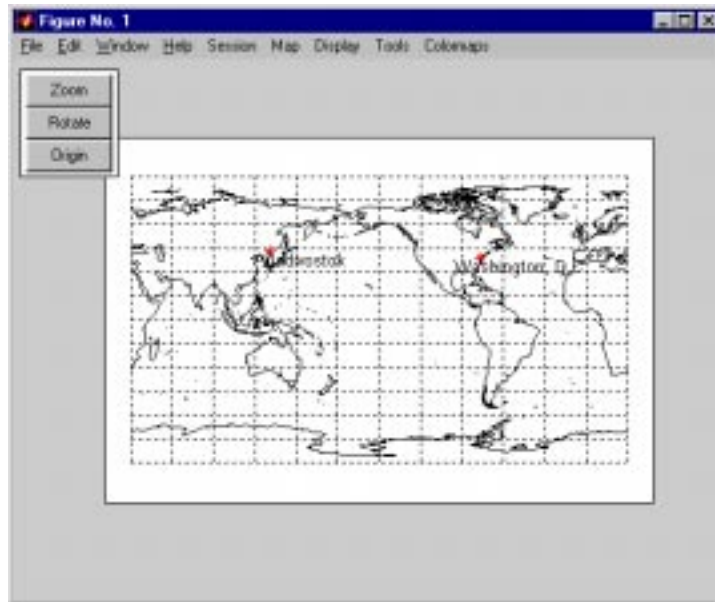 Figure No. 1
File Edit Window Help Session Map Display Tools Colormaps
Zoom
Rotate
Origin
Washington, D